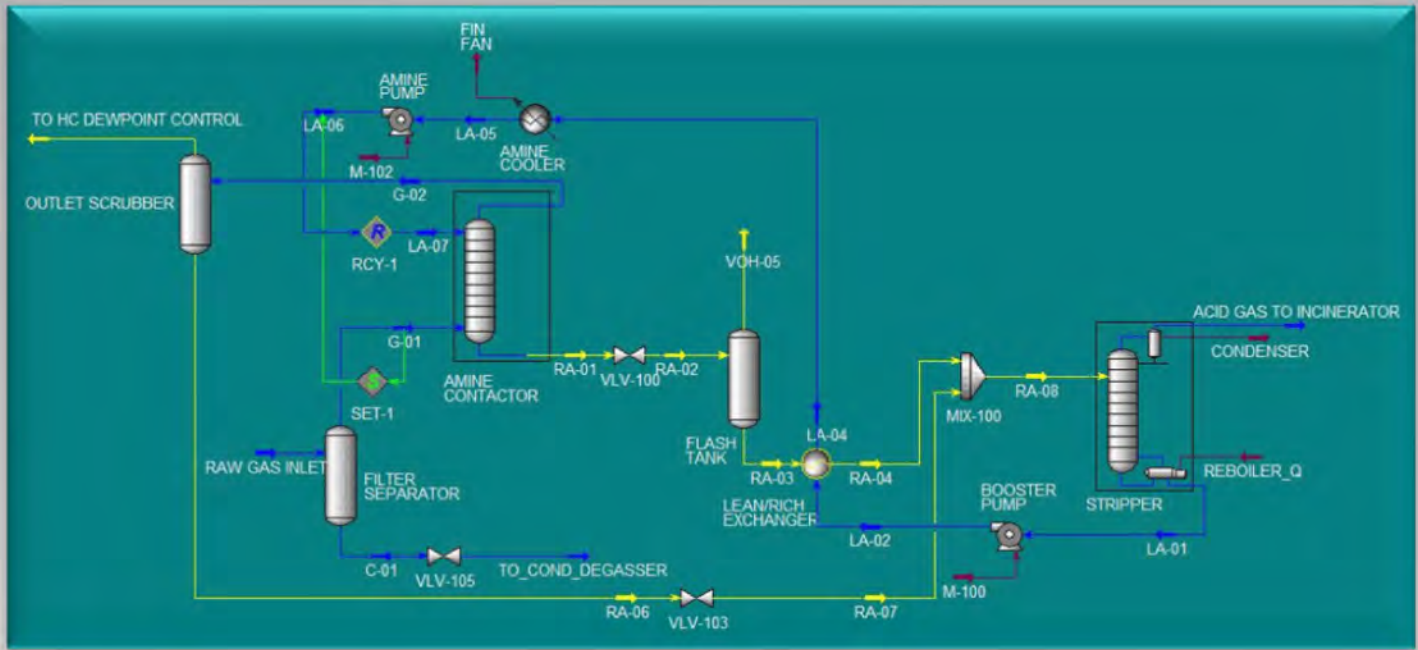 FIN
FAN
AMINE
PUMP
TO HC DEWPOINT CONTROL
LA-06
LA-05
AMINE
COOLER
M-102
G-02
OUTLET SCRUBBER
R
LA-07
RCY-1
VOH-05
G-01
ACID GAS TO INCINERATOR
CONDENSER
RA-01
VLV-100
RA-02
AMINE
CONTACTOR
S
SET-1
RA-08
MIX-100
FLASH
TANK
LA-04
RAW GAS INLET
FILTER
SEPARATOR
RA-03
RA-04
REBOILER_Q
STRIPPER
BOOSTER
PUMP
LEAN/RICH
EXCHANGER
LA-02
LA-01
C-01
VLV-105
TO_COND_DEGASSER
M-100
RA-06
VLV-103
RA-07